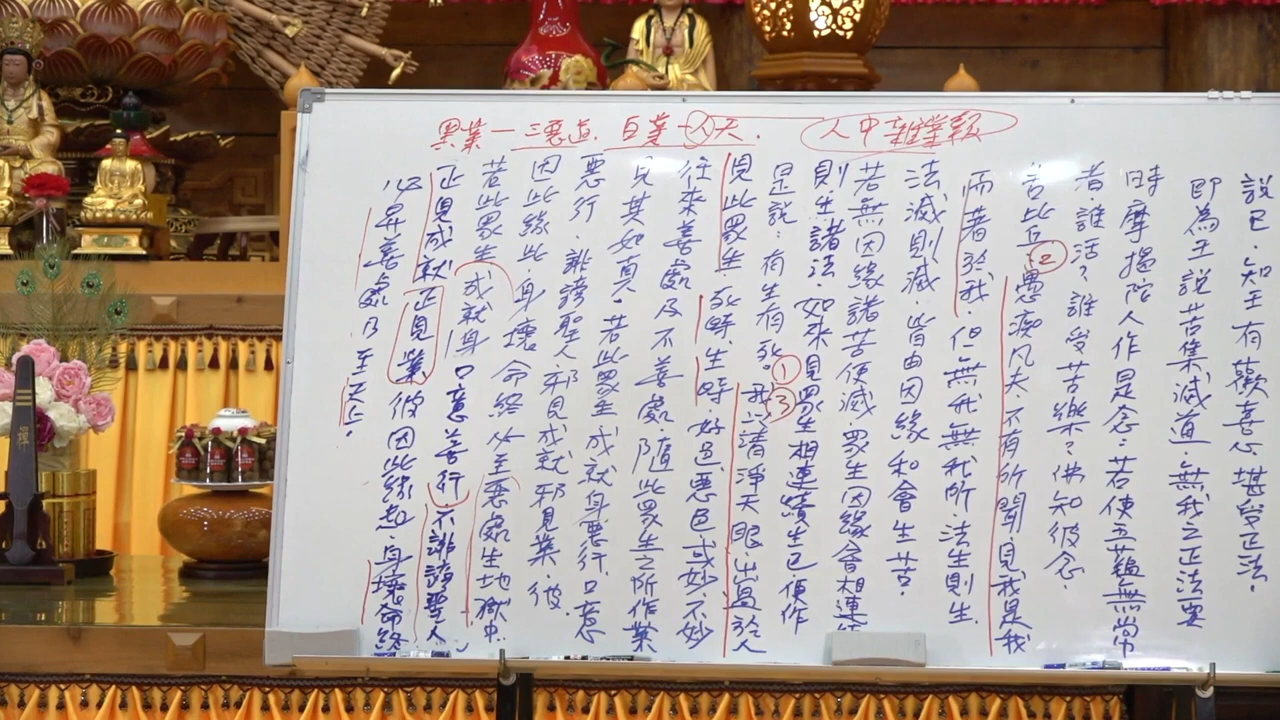 黑業一三惡道. 白業一人天. 人中雜業報
說已.知王有歡喜心堪受正法.
即為王說苦集滅道.無我之正法要
時摩揭陀人作是念:若使五蘊無常
者.誰活?誰受苦樂?佛知彼念
告比丘②愚痴凡夫.不有所聞.見我是我
而著於我.但無我無我所.法生則生.
法滅則滅.皆由因緣和會生苦.
若無因緣諸苦便滅.眾生因緣會相連續
則生諸法.如來見眾生相連續生已便作
是說:有生有死.①③我以清淨天眼.出過於人
見此眾生死時.生時.好色惡色或妙.不妙
往來善處及不善處隨此眾生之所作業
見其如真.若此眾生成就身惡行.口意
惡行.誹謗聖人.邪見成就邪見業.彼
因此緣此.身壞命終必至惡處生地獄中.
若此眾生成就身口意善行不誹謗聖人
正見成就正見業彼因此緣起.身壞命終
必昇善處乃至天上.
禪